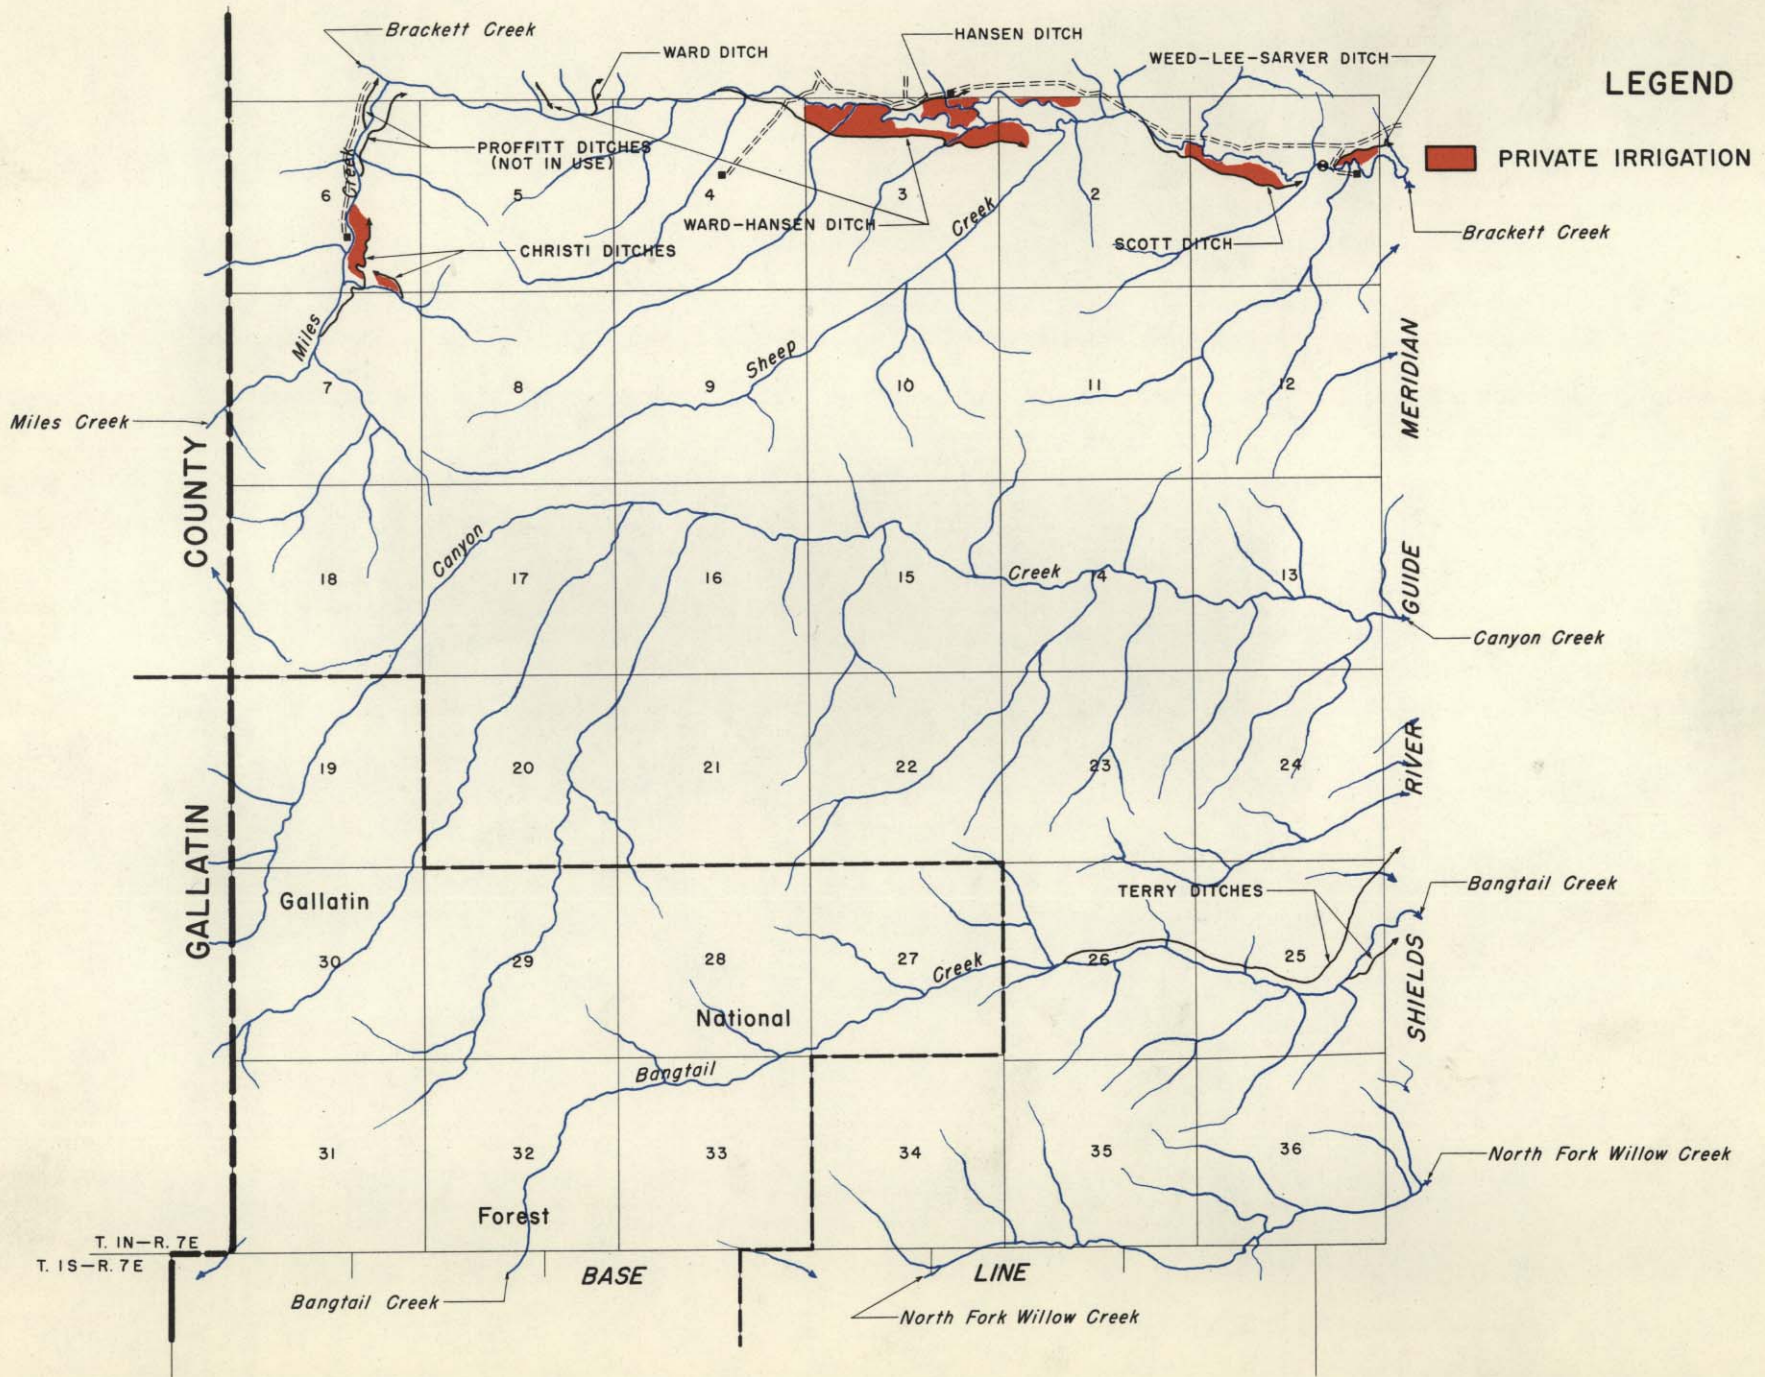 Brackett Creek
WARD DITCH
HANSEN DITCH
WEED-LEE-SARVER DITCH
LEGEND
PRIVATE IRRIGATION
PROFFITT DITCHES
(NOT IN USE)
Creek
6
5
4
3
2
WARD-HANSEN DITCH
Creek
SCOTT DITCH
Brackett Creek
CHRISTI DITCHES
Miles
Sheep
MERIDIAN
7
8
9
10
11
12
Miles Creek
COUNTY
Canyon
18
17
16
15
Creek
4
13
GUIDE
Canyon Creek
19
20
21
22
23
24
RIVER
GALLATIN
Gallatin
TERRY DITCHES
Bangtail Creek
30
29
28
27
Creek
26
25
SHIELDS
National
Bangtail
31
32
33
34
35
36
North Fork Willow Creek
Forest
T. 1N–R. 7E
T. 1S–R. 7E
BASE
LINE
Bangtail Creek
North Fork Willow Creek